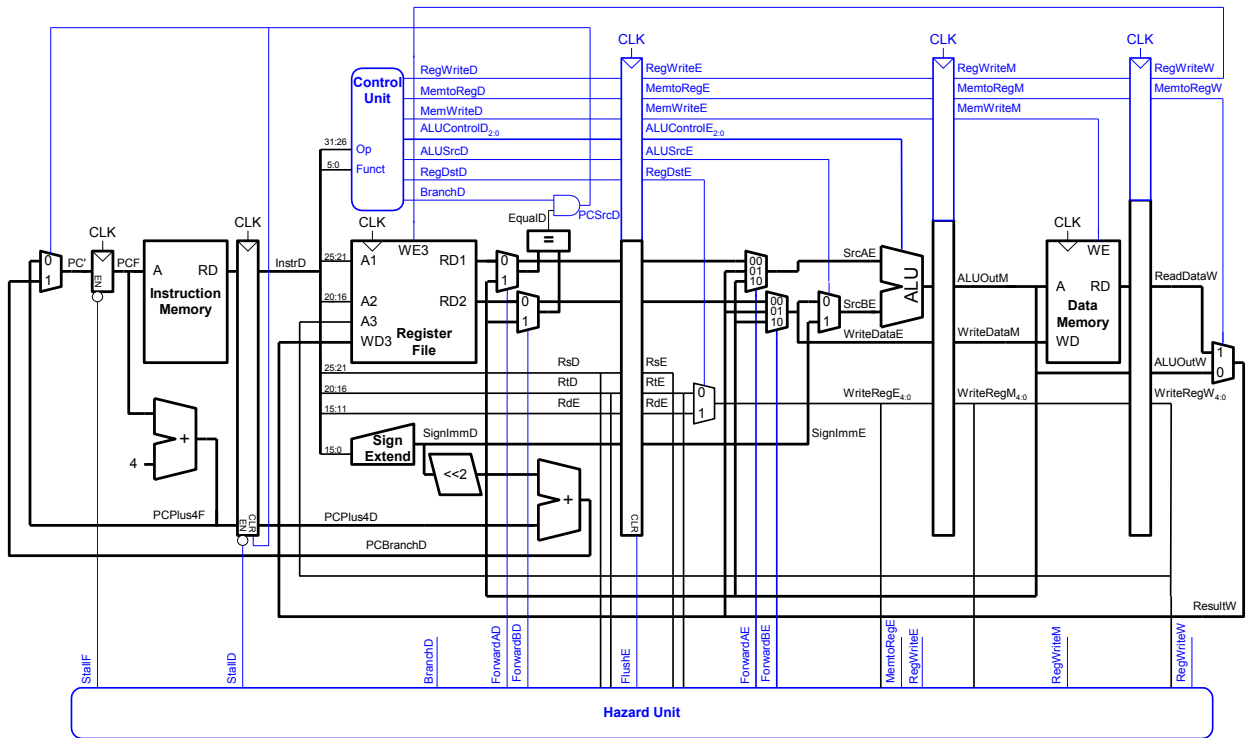 CLK
CLK
CLK
Control
Unit
RegWriteD
RegWriteE
RegWriteM
RegWriteW
MemtoRegD
MemtoRegE
MemtoRegM
MemtoRegW
MemWriteD
MemWriteE
MemWriteM
ALUControlD2:0
ALUControlE2:0
31:26
Op
ALUSrcD
ALUSrcE
5:0
Funct
RegDstD
RegDstE
BranchD
EqualD
PCSrcD
CLK
CLK
CLK
CLK
WE3
=
WE
0
1
PC'
EN
PCF
A
RD
Instruction
Memory
InstrD
25:21
A1
RD1
0
1
00
01
10
SrcAE
ALU
ALUOutM
A
RD
Data
Memory
WD
ReadDataW
20:16
A2
RD2
0
1
00
01
10
0
1
SrcBE
A3
WD3
Register
File
WriteDataE
WriteDataM
1
0
ALUOutW
25:21
RsD
RsE
20:16
RtD
RtE
0
1
WriteRegE4:0
WriteRegM4:0
WriteRegW4:0
15:11
RdE
RdE
+
4
15:0
Sign
Extend
SignImmD
SignImmE
<<2
+
PCPlus4F
EN
CLR
PCPlus4D
CLR
PCBranchD
ResultW
StallF
StallD
BranchD
ForwardAD
ForwardBD
FlushE
ForwardAE
ForwardBE
MemtoRegE
RegWriteE
RegWriteM
RegWriteW
Hazard Unit